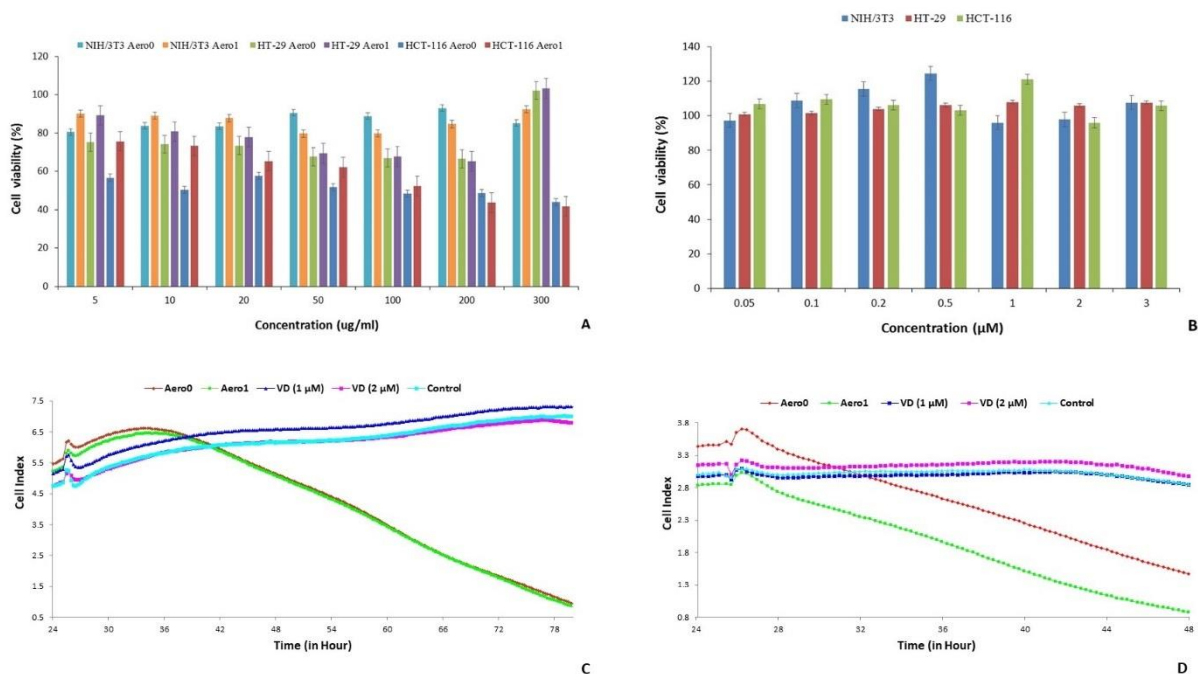 NIH/3T3 Aero0 NIH/3T3 Aero1 HT-29 Aero0 HT-29 Aero1 HCT-116 Aero0 HCT-116 Aero1
120
100
80
60
40
20
0
Cell viability (%)
5 10 20 50 100 200 300
Concentration (ug/ml)
A
NIH/3T3 HT-29 HCT-116
140
120
100
80
60
40
20
0
Cell viability (%)
0.05 0.1 0.2 0.5 1 2 3
Concentration (µM)
B
Aero0 Aero1 VD (1 µM) VD (2 µM) Control
7.5
6.5
5.5
4.5
3.5
2.5
1.5
0.5
Cell Index
24 30 36 42 48 54 60 66 72 78
Time (in Hour)
C
Aero0 Aero1 VD (1 µM) VD (2 µM) Control
3.8
3.3
2.8
2.3
1.8
1.3
0.8
Cell Index
24 28 32 36 40 44 48
Time (in Hour)
D